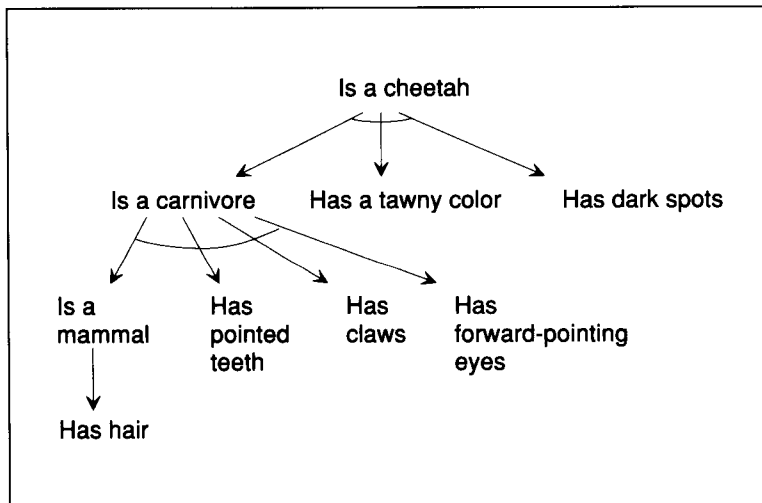 Is a cheetah
Is a carnivore
Has a tawny color
Has dark spots
Is a
mammal
Has
pointed
teeth
Has
claws
Has
forward-pointing
eyes
Has hair